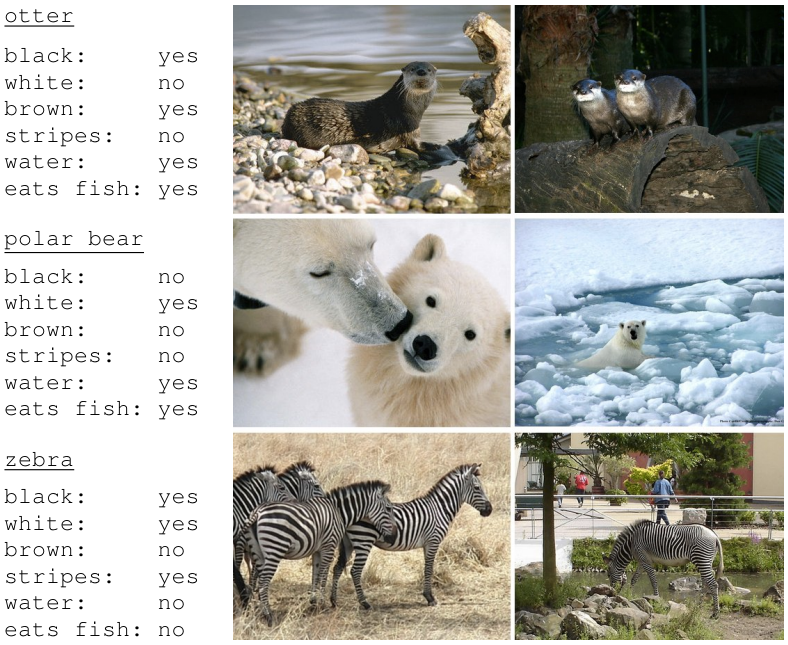 otter
black: yes
white: no
brown: yes
stripes: no
water: yes
eats fish: yes
polar bear
black: no
white: yes
brown: no
stripes: no
water: yes
eats fish: yes
zebra
black: yes
white: yes
brown: no
stripes: yes
water: no
eats fish: no